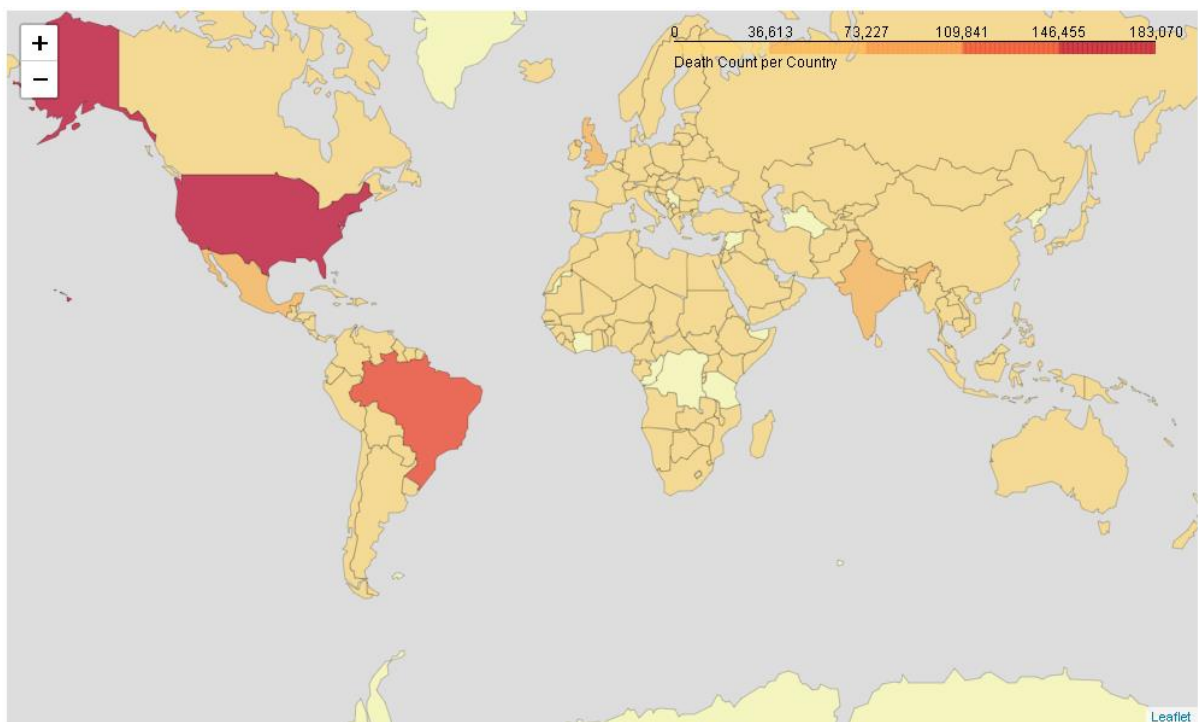 +
−
0 36,613 73,227 109,841 146,455 183,070
Death Count per Country
Leaflet